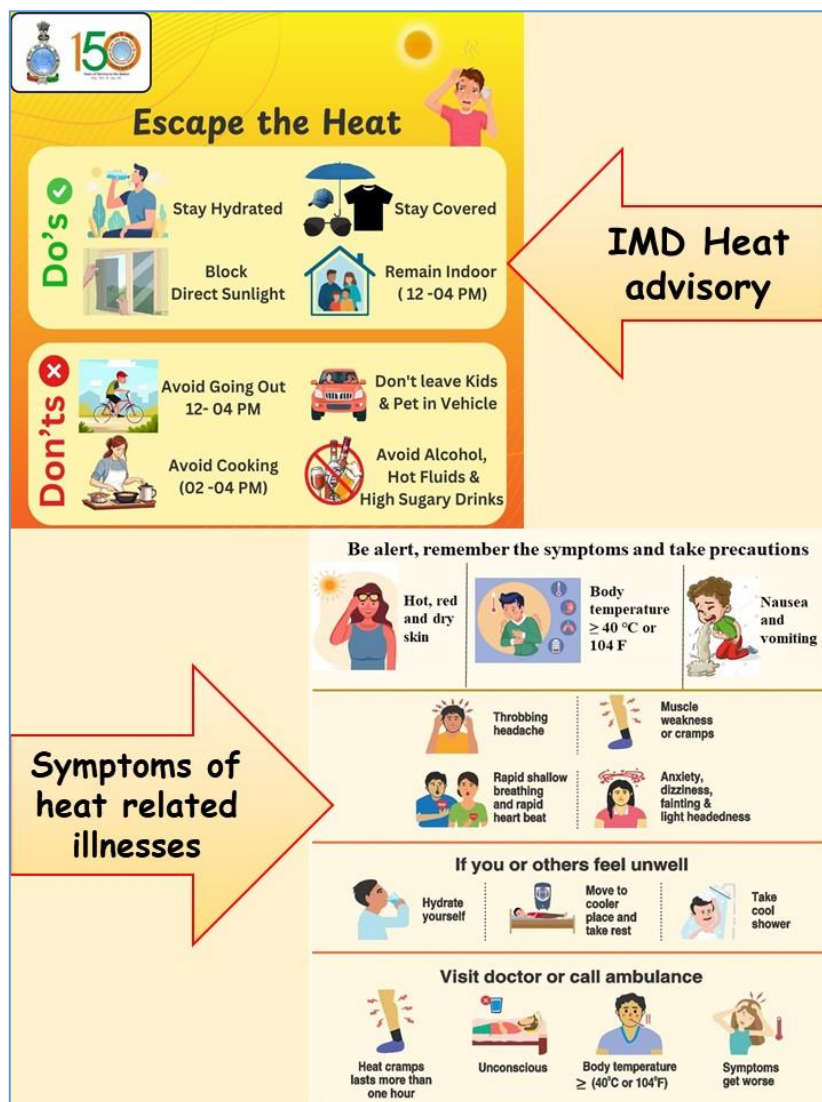 150
Escape the Heat
Do's
Stay Hydrated
Stay Covered
Block
Direct Sunlight
Remain Indoor
( 12 -04 PM)
IMD Heat
advisory
Don'ts
Avoid Going Out
12- 04 PM
Don't leave Kids
& Pet in Vehicle
Avoid Cooking
(02 -04 PM)
Avoid Alcohol,
Hot Fluids &
High Sugary Drinks
Symptoms of
heat related
illnesses
Be alert, remember the symptoms and take precautions
Hot, red
and dry
skin
Body
temperature
≥ 40 °C or
104 F
Nausea
and
vomiting
Throbbing
headache
Muscle
weakness
or cramps
Rapid shallow
breathing
and rapid
heart beat
Anxiety,
dizziness,
fainting &
light headedness
If you or others feel unwell
Hydrate
yourself
Move to
cooler
place and
take rest
Take
cool
shower
Visit doctor or call ambulance
Heat cramps
lasts more than
one hour
Unconscious
Body temperature
≥ (40°C or 104°F)
Symptoms
get worse